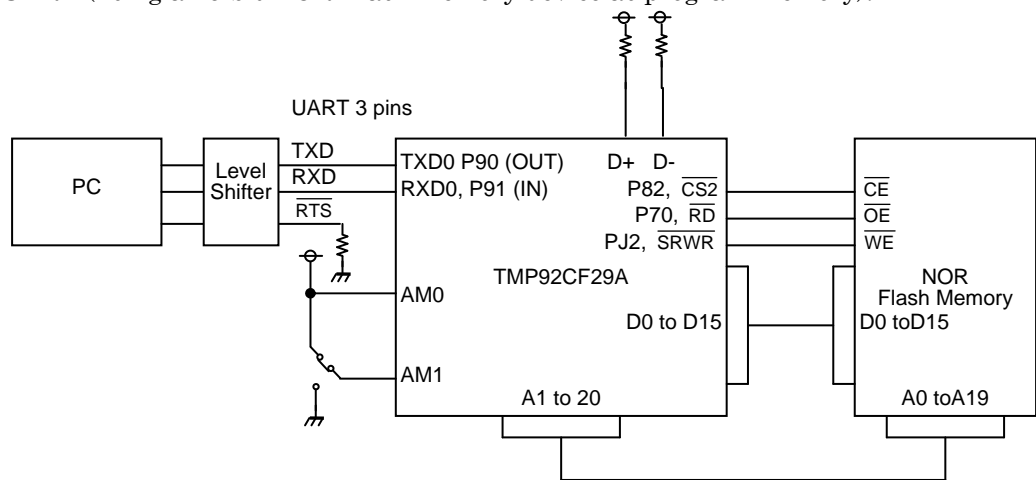 UART 3 pins
PC
Level
Shifter
TXD
RXD
RTS
TXD0 P90 (OUT)
RXD0, P91 (IN)
D+ D-
P82, CS2
P70, RD
PJ2, SRWR
TMP92CF29A
AM0
AM1
D0 to D15
A1 to 20
CE
OE
WE
NOR
Flash Memory
D0 toD15
A0 toA19